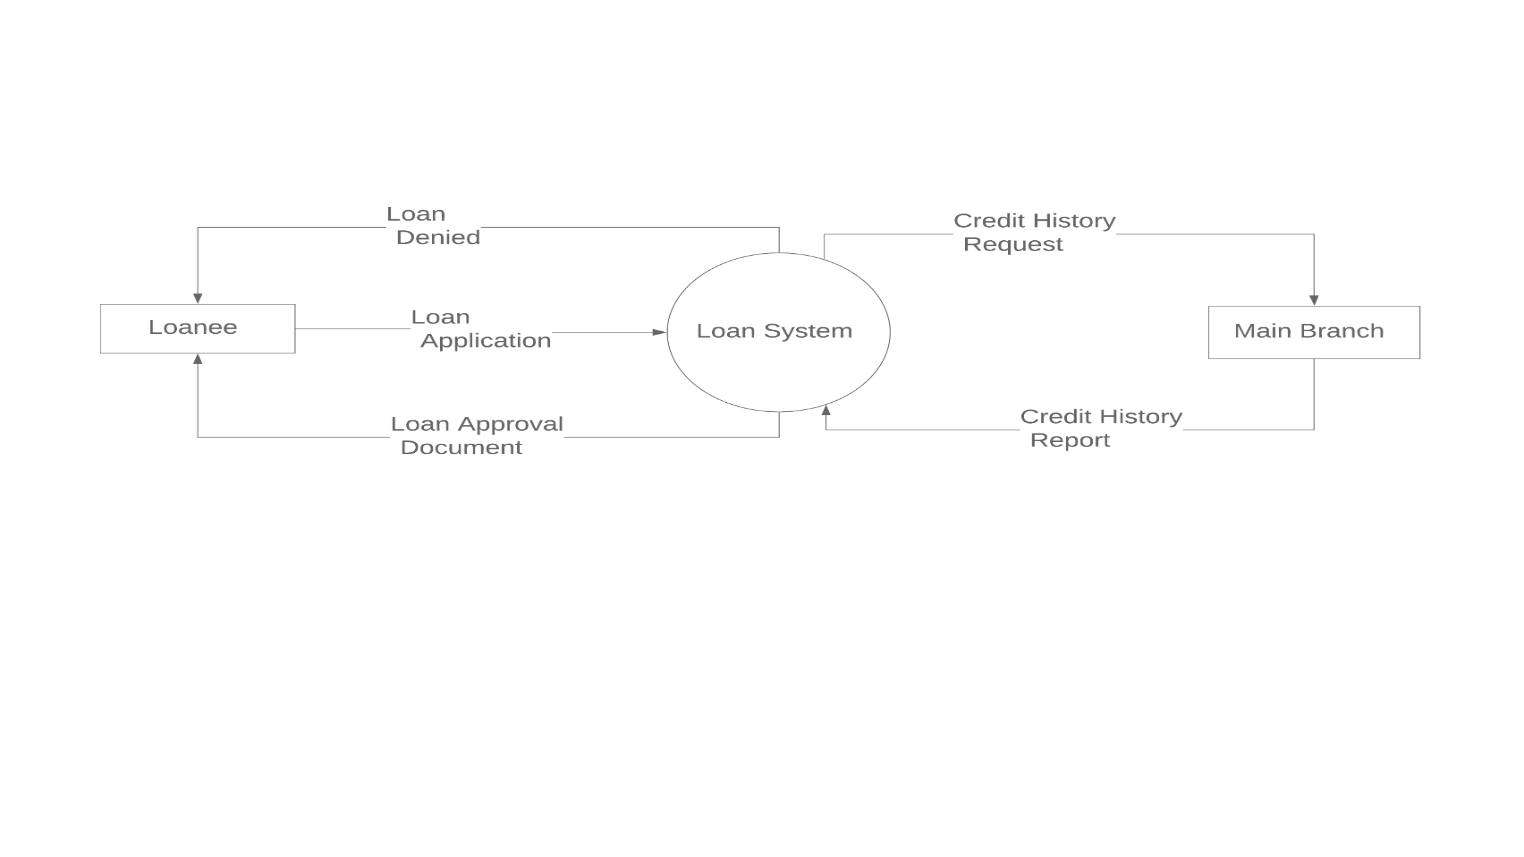 Loan
Denied
Credit History
Request
Loanee
Loan
Application
Loan System
Main Branch
Loan Approval
Document
Credit History
Report